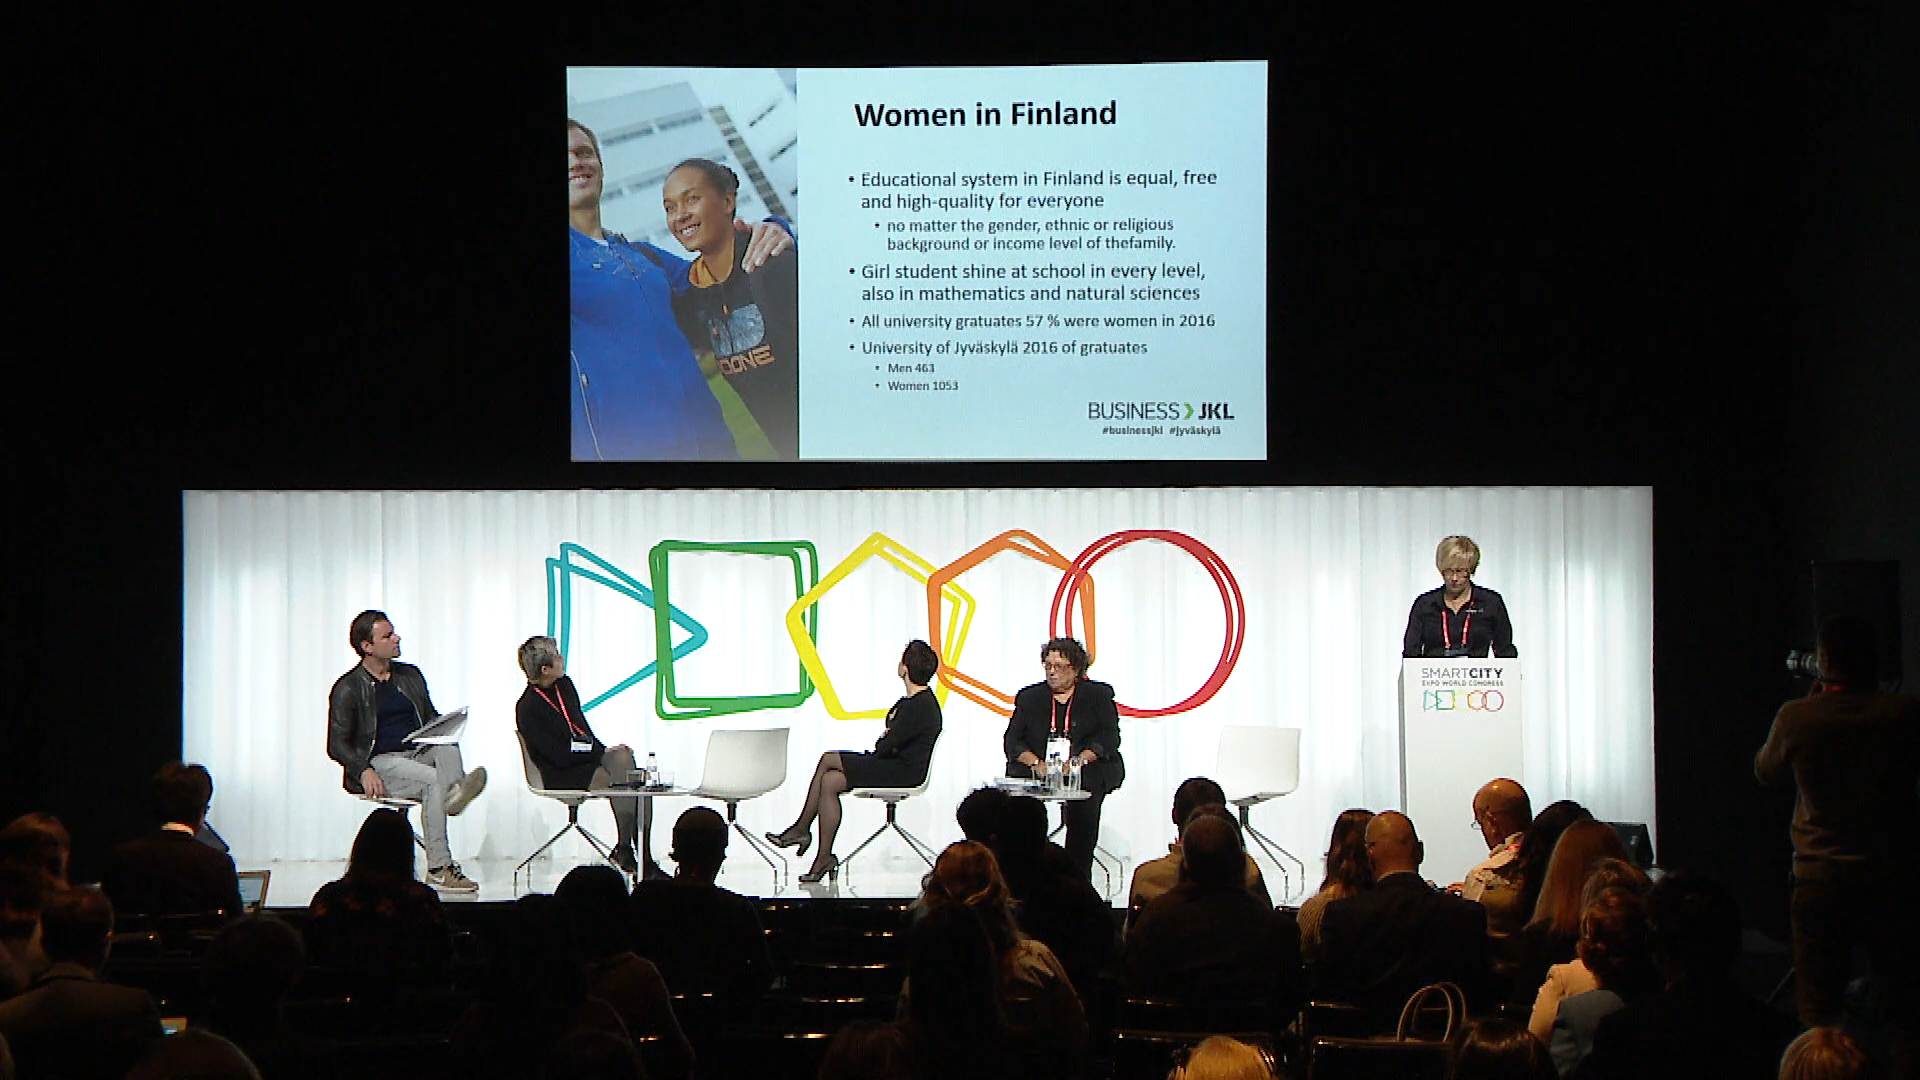 Women in Finland
• Educational system in Finland is equal, free
and high-quality for everyone
• no matter the gender, ethnic or religious
background or income level of thefamily.
• Girl student shine at school in every level,
also in mathematics and natural sciences
• All university gratuates 57 % were women in 2016
• University of Jyväskylä 2016 of gratuates
• Men 463
• Women 1053
BUSINESS JKL
#businessjkl #jyväskylä
SMARTCITY
EXPO WORLD CONGRESS